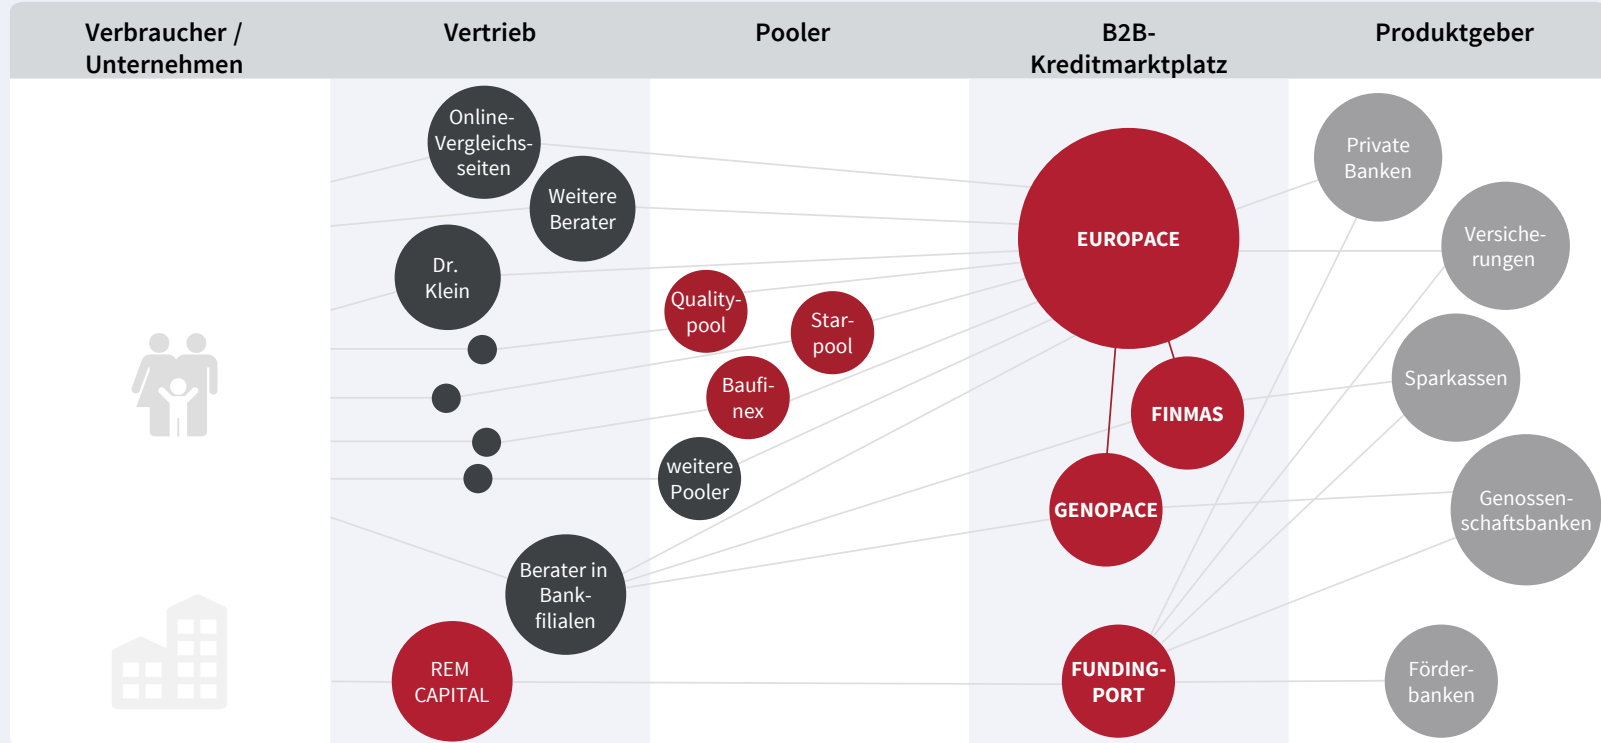 Verbraucher /
Unternehmen
Vertrieb
Pooler
B2B-
Kreditmarktplatz
Produktgeber
Online-
Vergleichs-
seiten
Weitere
Berater
Dr.
Klein
Berater in
Bank-
filialen
REM
CAPITAL
Quality-
pool
Star-
pool
Baufi-
nex
weitere
Pooler
EUROPACE
FINMAS
GENOPACE
FUNDING-
PORT
Private
Banken
Versiche-
rungen
Sparkassen
Genossen-
schaftsbanken
Förder-
banken